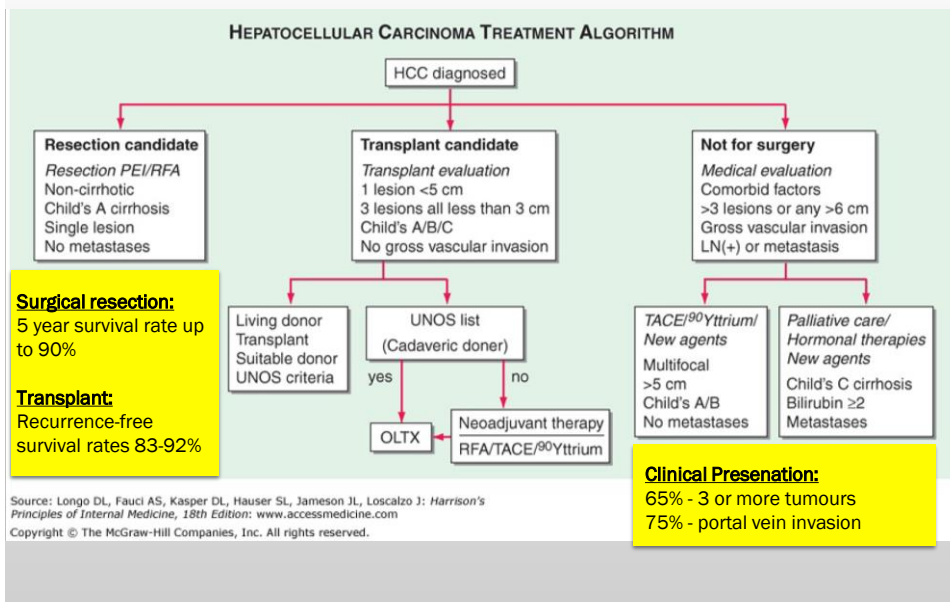 HEPATOCELLULAR CARCINOMA TREATMENT ALGORITHM
HCC diagnosed
Resection candidate
Resection PEI/RFA
Non-cirrhotic
Child's A cirrhosis
Single lesion
No metastases
Transplant candidate
Transplant evaluation
1 lesion <5 cm
3 lesions all less than 3 cm
Child's A/B/C
No gross vascular invasion
Not for surgery
Medical evaluation
Comorbid factors
>3 lesions or any >6 cm
Gross vascular invasion
LN(+) or metastasis
Surgical resection:
5 year survival rate up
to 90%
Transplant:
Recurrence-free
survival rates 83-92%
Living donor
Transplant
Suitable donor
UNOS criteria
UNOS list
(Cadaveric doner)
yes
no
OLTX
Neoadjuvant therapy
RFA/TACE/⁹⁰Yttrium
TACE/⁹⁰Yttrium/
New agents
Multifocal
>5 cm
Child's A/B
No metastases
Palliative care/
Hormonal therapies
New agents
Child's C cirrhosis
Bilirubin ≥2
Metastases
Clinical Presenation:
65% - 3 or more tumours
75% - portal vein invasion
Source: Longo DL, Fauci AS, Kasper DL, Hauser SL, Jameson JL, Loscalzo J: Harrison's
Principles of Internal Medicine, 18th Edition: www.accessmedicine.com
Copyright © The McGraw-Hill Companies, Inc. All rights reserved.